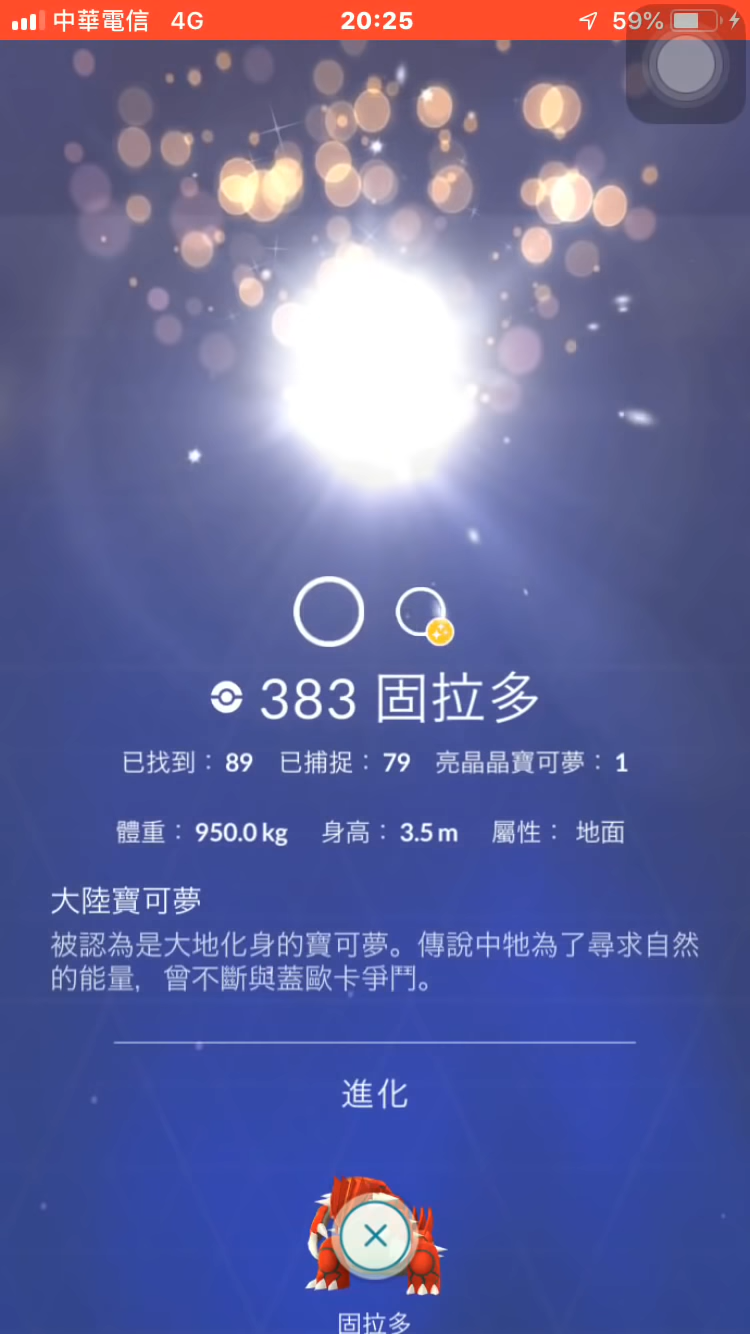 中華電信 4G 20:25 59%
383 固拉多
已找到：89 已捕捉：79 亮晶晶寶可夢：1
體重：950.0 kg 身高：3.5 m 屬性： 地面
大陸寶可夢
被認為是大地化身的寶可夢。傳說中牠為了尋求自然
的能量，曾不斷與蓋歐卡爭鬥。
進化
固拉多